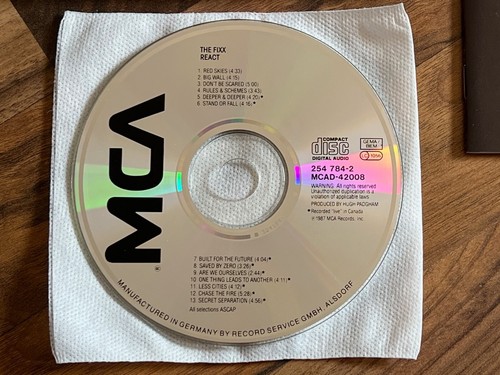 THE FIXX
REACT
1 RED SKIES (4:33)
2 BIG WALL (4:15)
3 DON'T BE SCARED (5:00)
4 RULES & SCHEMES (3:43)
5 DEEPER & DEEPER (4:20)*
6 STAND OR FALL (4:16)*
MCA
®
COMPACT
disc
DIGITAL AUDIO
GEMA
BIEM
254 784-2
MCAD-42008
WARNING: All rights reserved
Unauthorized duplication is a
violation of applicable laws
PRODUCED BY HUGH PADGHAM
*Recorded "live" in Canada
℗ 1987 MCA Records, Inc.
7 BUILT FOR THE FUTURE (4:04)*
8 SAVED BY ZERO (3:26)*
9 ARE WE OURSELVES (2:44)*
10 ONE THING LEADS TO ANOTHER (4:11)*
11 LESS CITIES (4:12)*
12 CHASE THE FIRE (5:28)*
13 SECRET SEPARATION (4:56)*
All selections ASCAP
MANUFACTURED IN GERMANY BY RECORD SERVICE GMBH, ALSDORF